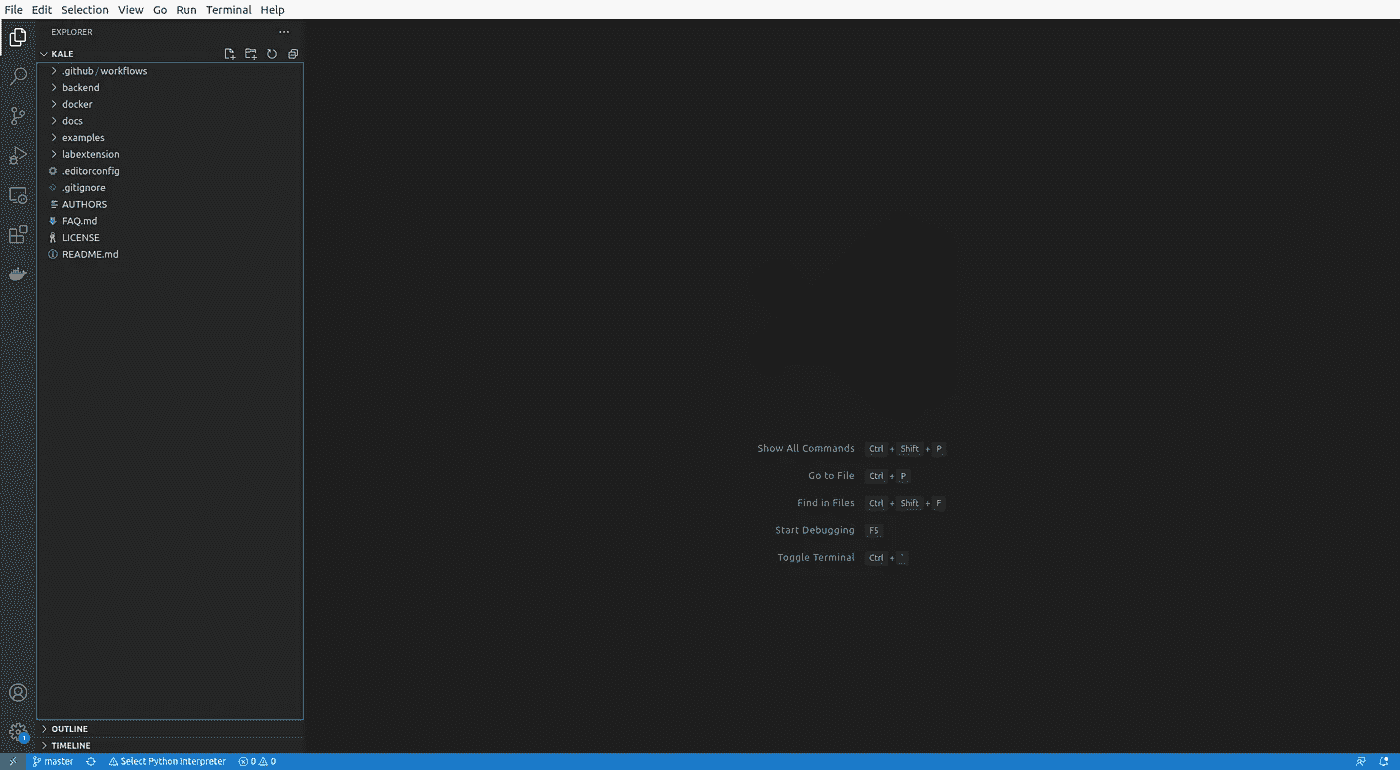 File Edit Selection View Go Run Terminal Help
EXPLORER ···
KALE
.github / workflows
backend
docker
docs
examples
labextension
.editorconfig
.gitignore
AUTHORS
FAQ.md
LICENSE
README.md
Show All Commands Ctrl + Shift + P
Go to File Ctrl + P
Find in Files Ctrl + Shift + F
Start Debugging F5
Toggle Terminal Ctrl + `
OUTLINE
1
TIMELINE
master Select Python Interpreter 0 0